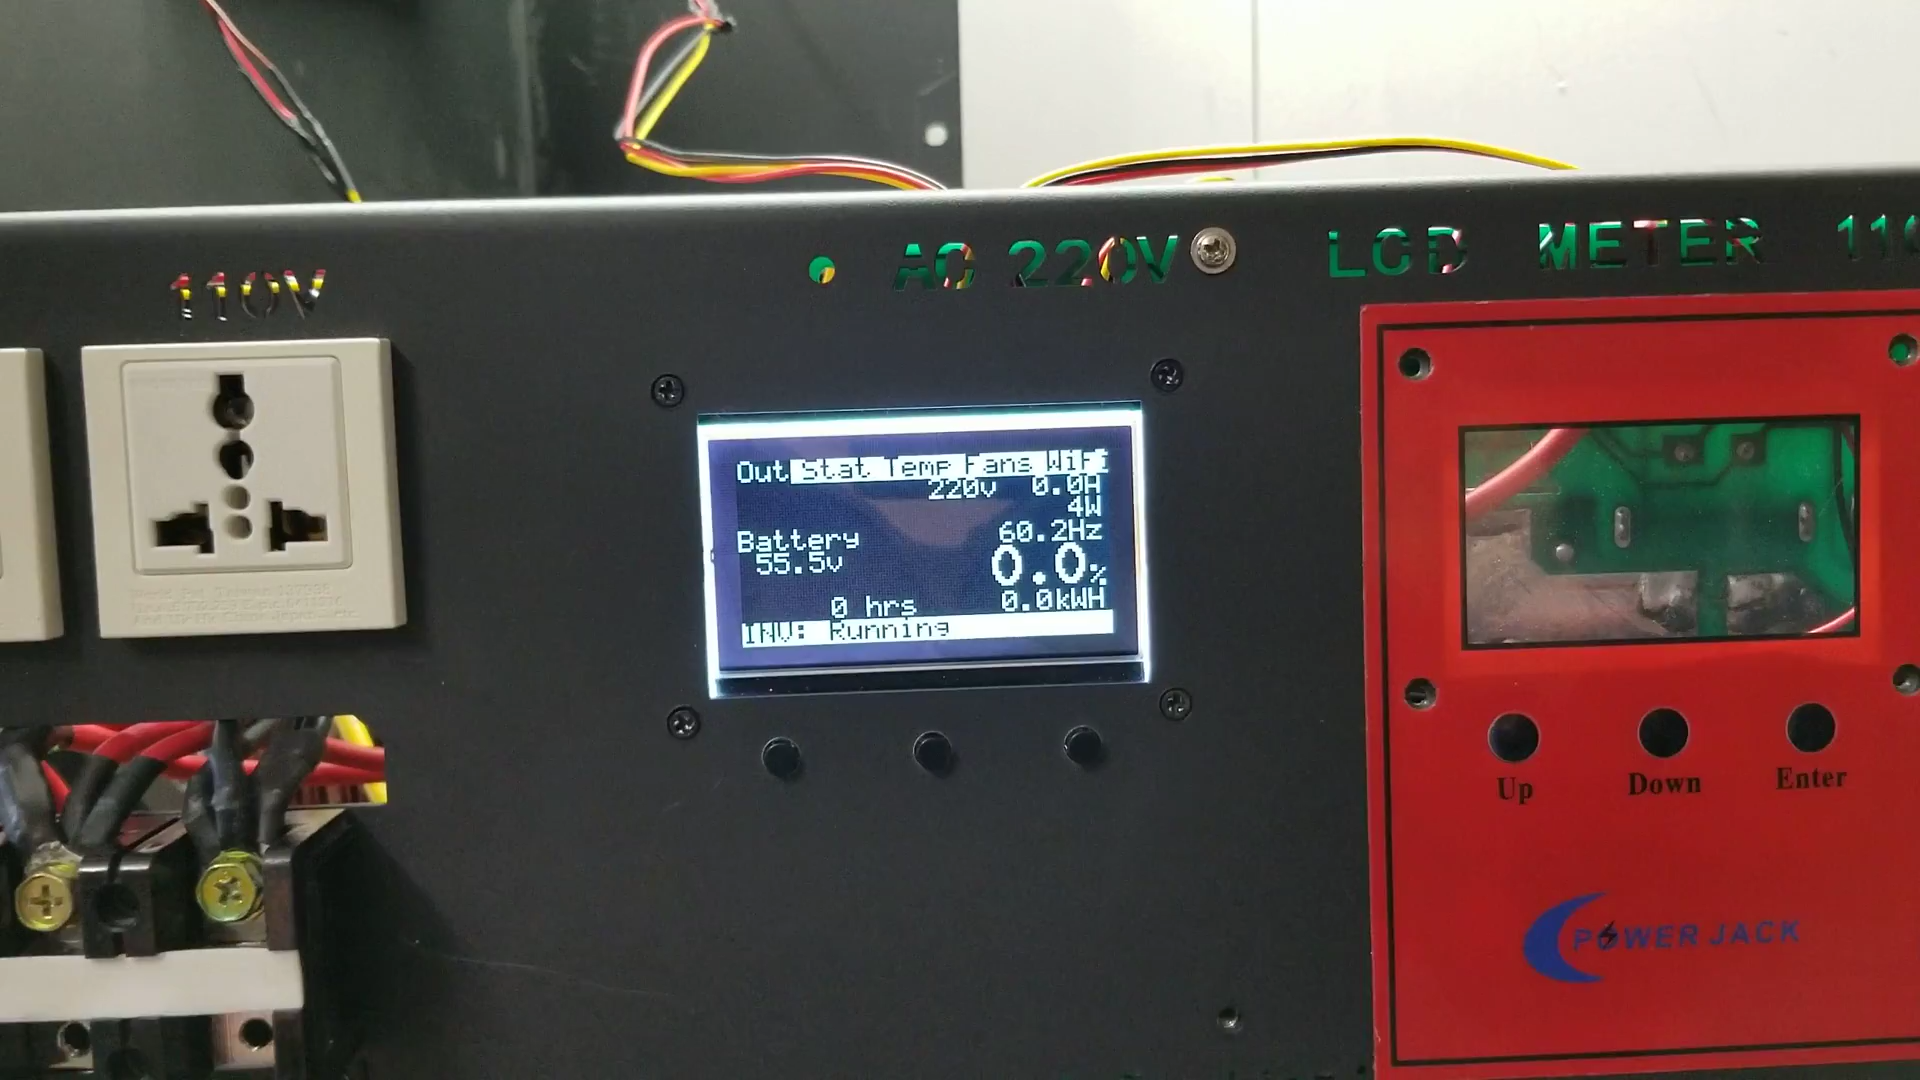 110V
AC 220V
LCD METER 110
Out Stat Temp Fans WiFi
220v 0.0A
4W
60.2Hz
Battery
55.5v
0.0%
0 hrs 0.0kWH
INV: Running
Up Down Enter
POWER JACK